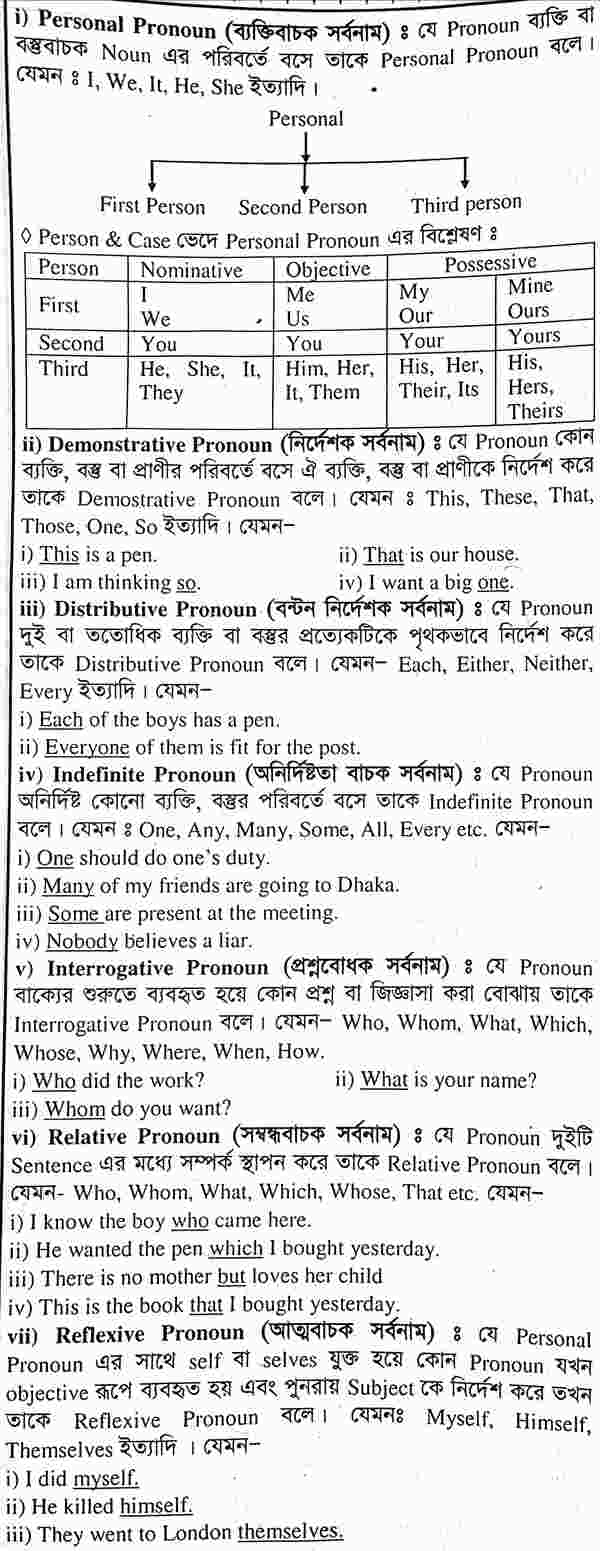 i) Personal Pronoun (ব্যক্তিবাচক সর্বনাম) ঃ যে Pronoun ব্যক্তি বা
বস্তুবাচক Noun এর পরিবর্তে বসে তাকে Personal Pronoun বলে।
যেমন ঃ I, We, It, He, She ইত্যাদি।
Personal
First Person Second Person Third person
◊ Person & Case ভেদে Personal Pronoun এর বিশ্লেষণ ঃ
Person Nominative Objective Possessive
First I Me My Mine
We Us Our Ours
Second You You Your Yours
Third He, She, It, Him, Her, His, Her, His,
They It, Them Their, Its Hers,
Theirs
ii) Demonstrative Pronoun (নির্দেশক সর্বনাম) ঃ যে Pronoun কোন
ব্যক্তি, বস্তু বা প্রাণীর পরিবর্তে বসে ঐ ব্যক্তি, বস্তু বা প্রাণীকে নির্দেশ করে
তাকে Demostrative Pronoun বলে। যেমন ঃ This, These, That,
Those, One, So ইত্যাদি। যেমন–
i) This is a pen. ii) That is our house.
iii) I am thinking so. iv) I want a big one.
iii) Distributive Pronoun (বন্টন নির্দেশক সর্বনাম) ঃ যে Pronoun
দুই বা ততোধিক ব্যক্তি বা বস্তুর প্রত্যেকটিকে পৃথকভাবে নির্দেশ করে
তাকে Distributive Pronoun বলে। যেমন– Each, Either, Neither,
Every ইত্যাদি। যেমন–
i) Each of the boys has a pen.
ii) Everyone of them is fit for the post.
iv) Indefinite Pronoun (অনির্দিষ্টতা বাচক সর্বনাম) ঃ যে Pronoun
অনির্দিষ্ট কোনো ব্যক্তি, বস্তুর পরিবর্তে বসে তাকে Indefinite Pronoun
বলে। যেমন ঃ One, Any, Many, Some, All, Every etc. যেমন–
i) One should do one's duty.
ii) Many of my friends are going to Dhaka.
iii) Some are present at the meeting.
iv) Nobody believes a liar.
v) Interrogative Pronoun (প্রশ্নবোধক সর্বনাম) ঃ যে Pronoun
বাক্যের শুরুতে ব্যবহৃত হয়ে কোন প্রশ্ন বা জিজ্ঞাসা করা বোঝায় তাকে
Interrogative Pronoun বলে। যেমন– Who, Whom, What, Which,
Whose, Why, Where, When, How.
i) Who did the work? ii) What is your name?
iii) Whom do you want?
vi) Relative Pronoun (সম্বন্ধবাচক সর্বনাম) ঃ যে Pronoun দুইটি
Sentence এর মধ্যে সম্পর্ক স্থাপন করে তাকে Relative Pronoun বলে।
যেমন- Who, Whom, What, Which, Whose, That etc. যেমন–
i) I know the boy who came here.
ii) He wanted the pen which I bought yesterday.
iii) There is no mother but loves her child
iv) This is the book that I bought yesterday.
vii) Reflexive Pronoun (আত্মবাচক সর্বনাম) ঃ যে Personal
Pronoun এর সাথে self বা selves যুক্ত হয়ে কোন Pronoun যখন
objective রূপে ব্যবহৃত হয় এবং পুনরায় Subject কে নির্দেশ করে তখন
তাকে Reflexive Pronoun বলে। যেমনঃ Myself, Himself,
Themselves ইত্যাদি । যেমন–
i) I did myself.
ii) He killed himself.
iii) They went to London themselves.